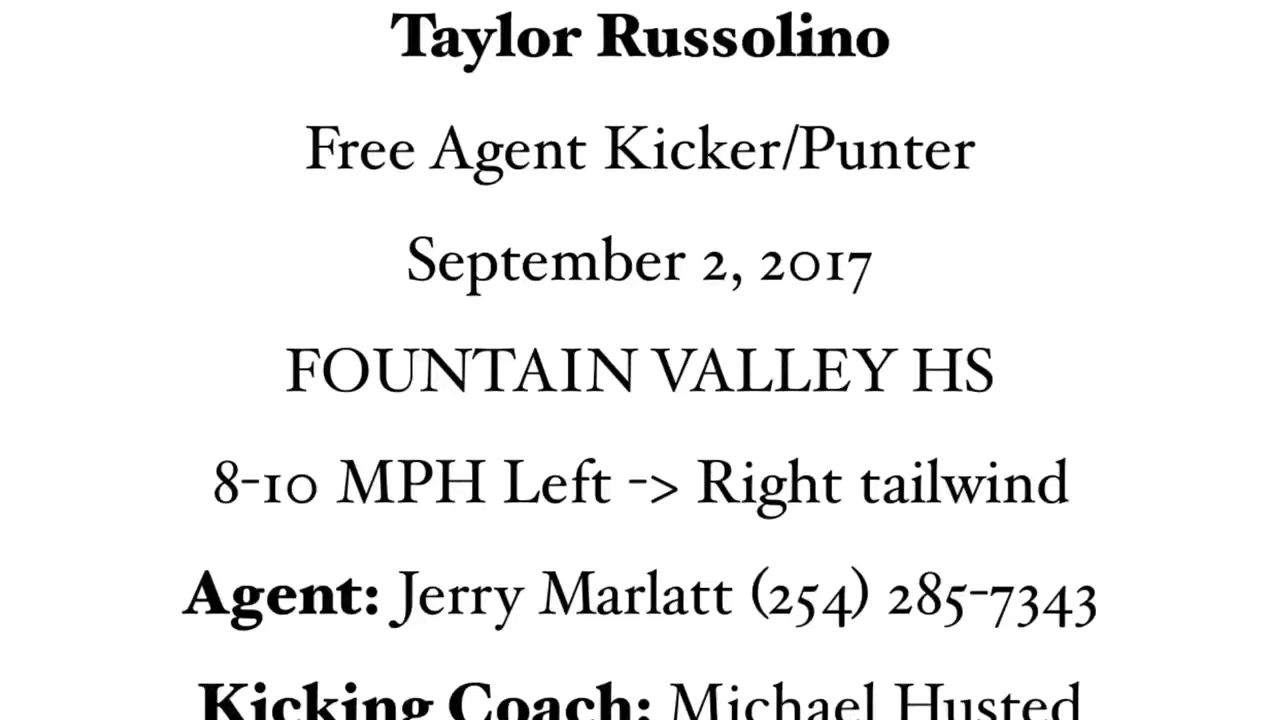 Taylor Russolino
Free Agent Kicker/Punter
September 2, 2017
FOUNTAIN VALLEY HS
8-10 MPH Left -> Right tailwind
Agent: Jerry Marlatt (254) 285-7343
Kicking Coach: Michael Husted